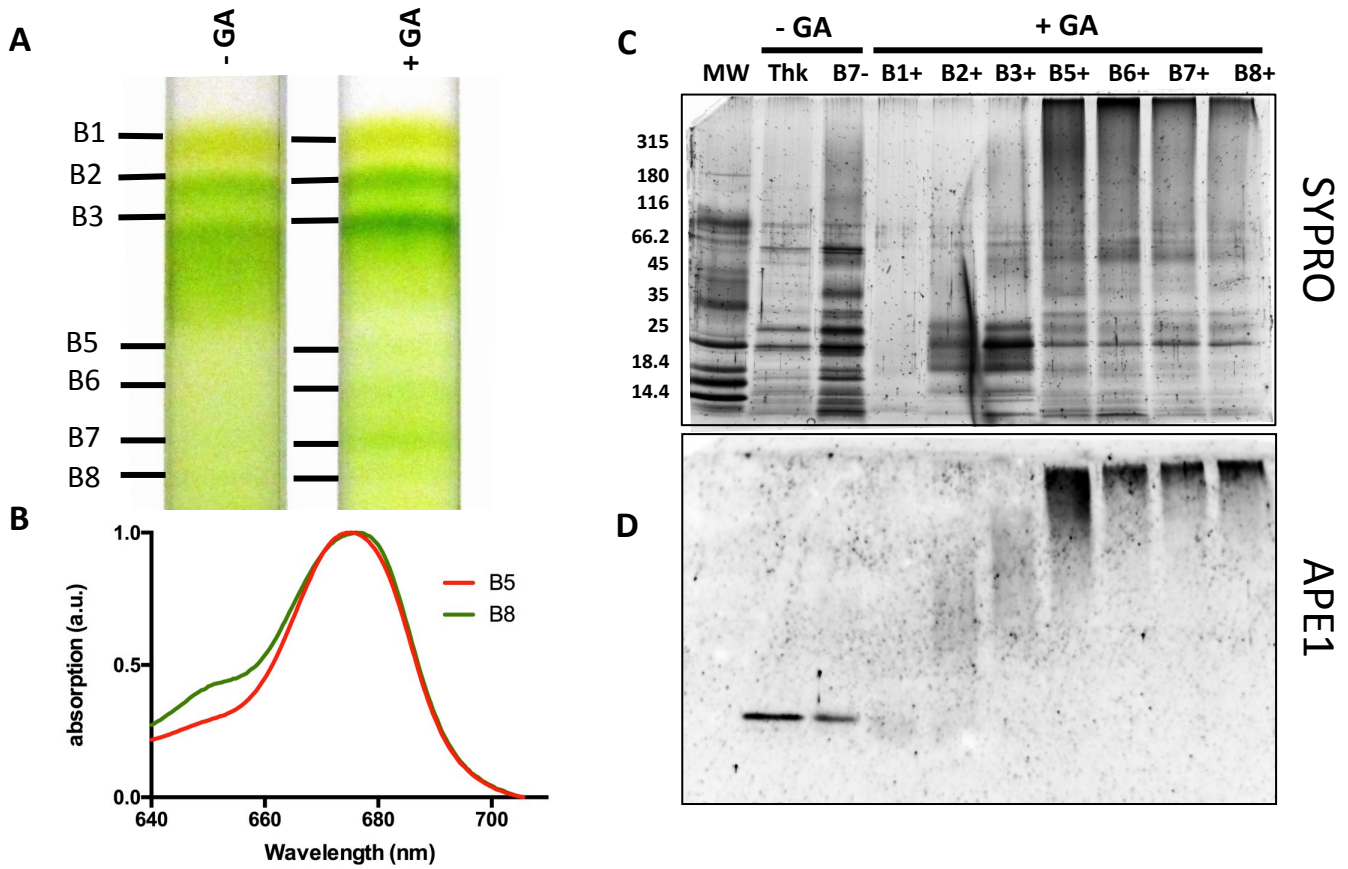 A
- GA
+ GA
B1
B2
B3
B5
B6
B7
B8
B
1.0
0.5
0.0
640
660
680
700
absorption (a.u.)
Wavelength (nm)
B5
B8
C
- GA
+ GA
MW Thk B7- B1+ B2+ B3+ B5+ B6+ B7+ B8+
315
180
116
66.2
45
35
25
18.4
14.4
SYPRO
D
APE1